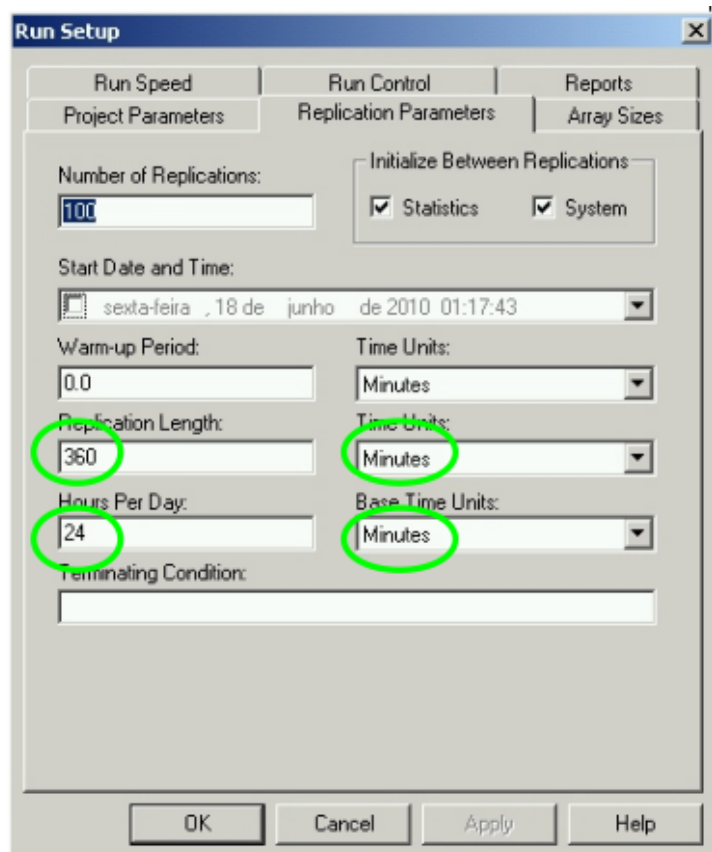 Run Setup
Run Speed Run Control Reports
Project Parameters Replication Parameters Array Sizes
Number of Replications:
100
Initialize Between Replications
Statistics System
Start Date and Time:
sexta-feira , 18 de junho de 2010 01:17:43
Warm-up Period: Time Units:
0.0 Minutes
Replication Length: Time Units:
360 Minutes
Hours Per Day: Base Time Units:
24 Minutes
Terminating Condition:
OK Cancel Apply Help